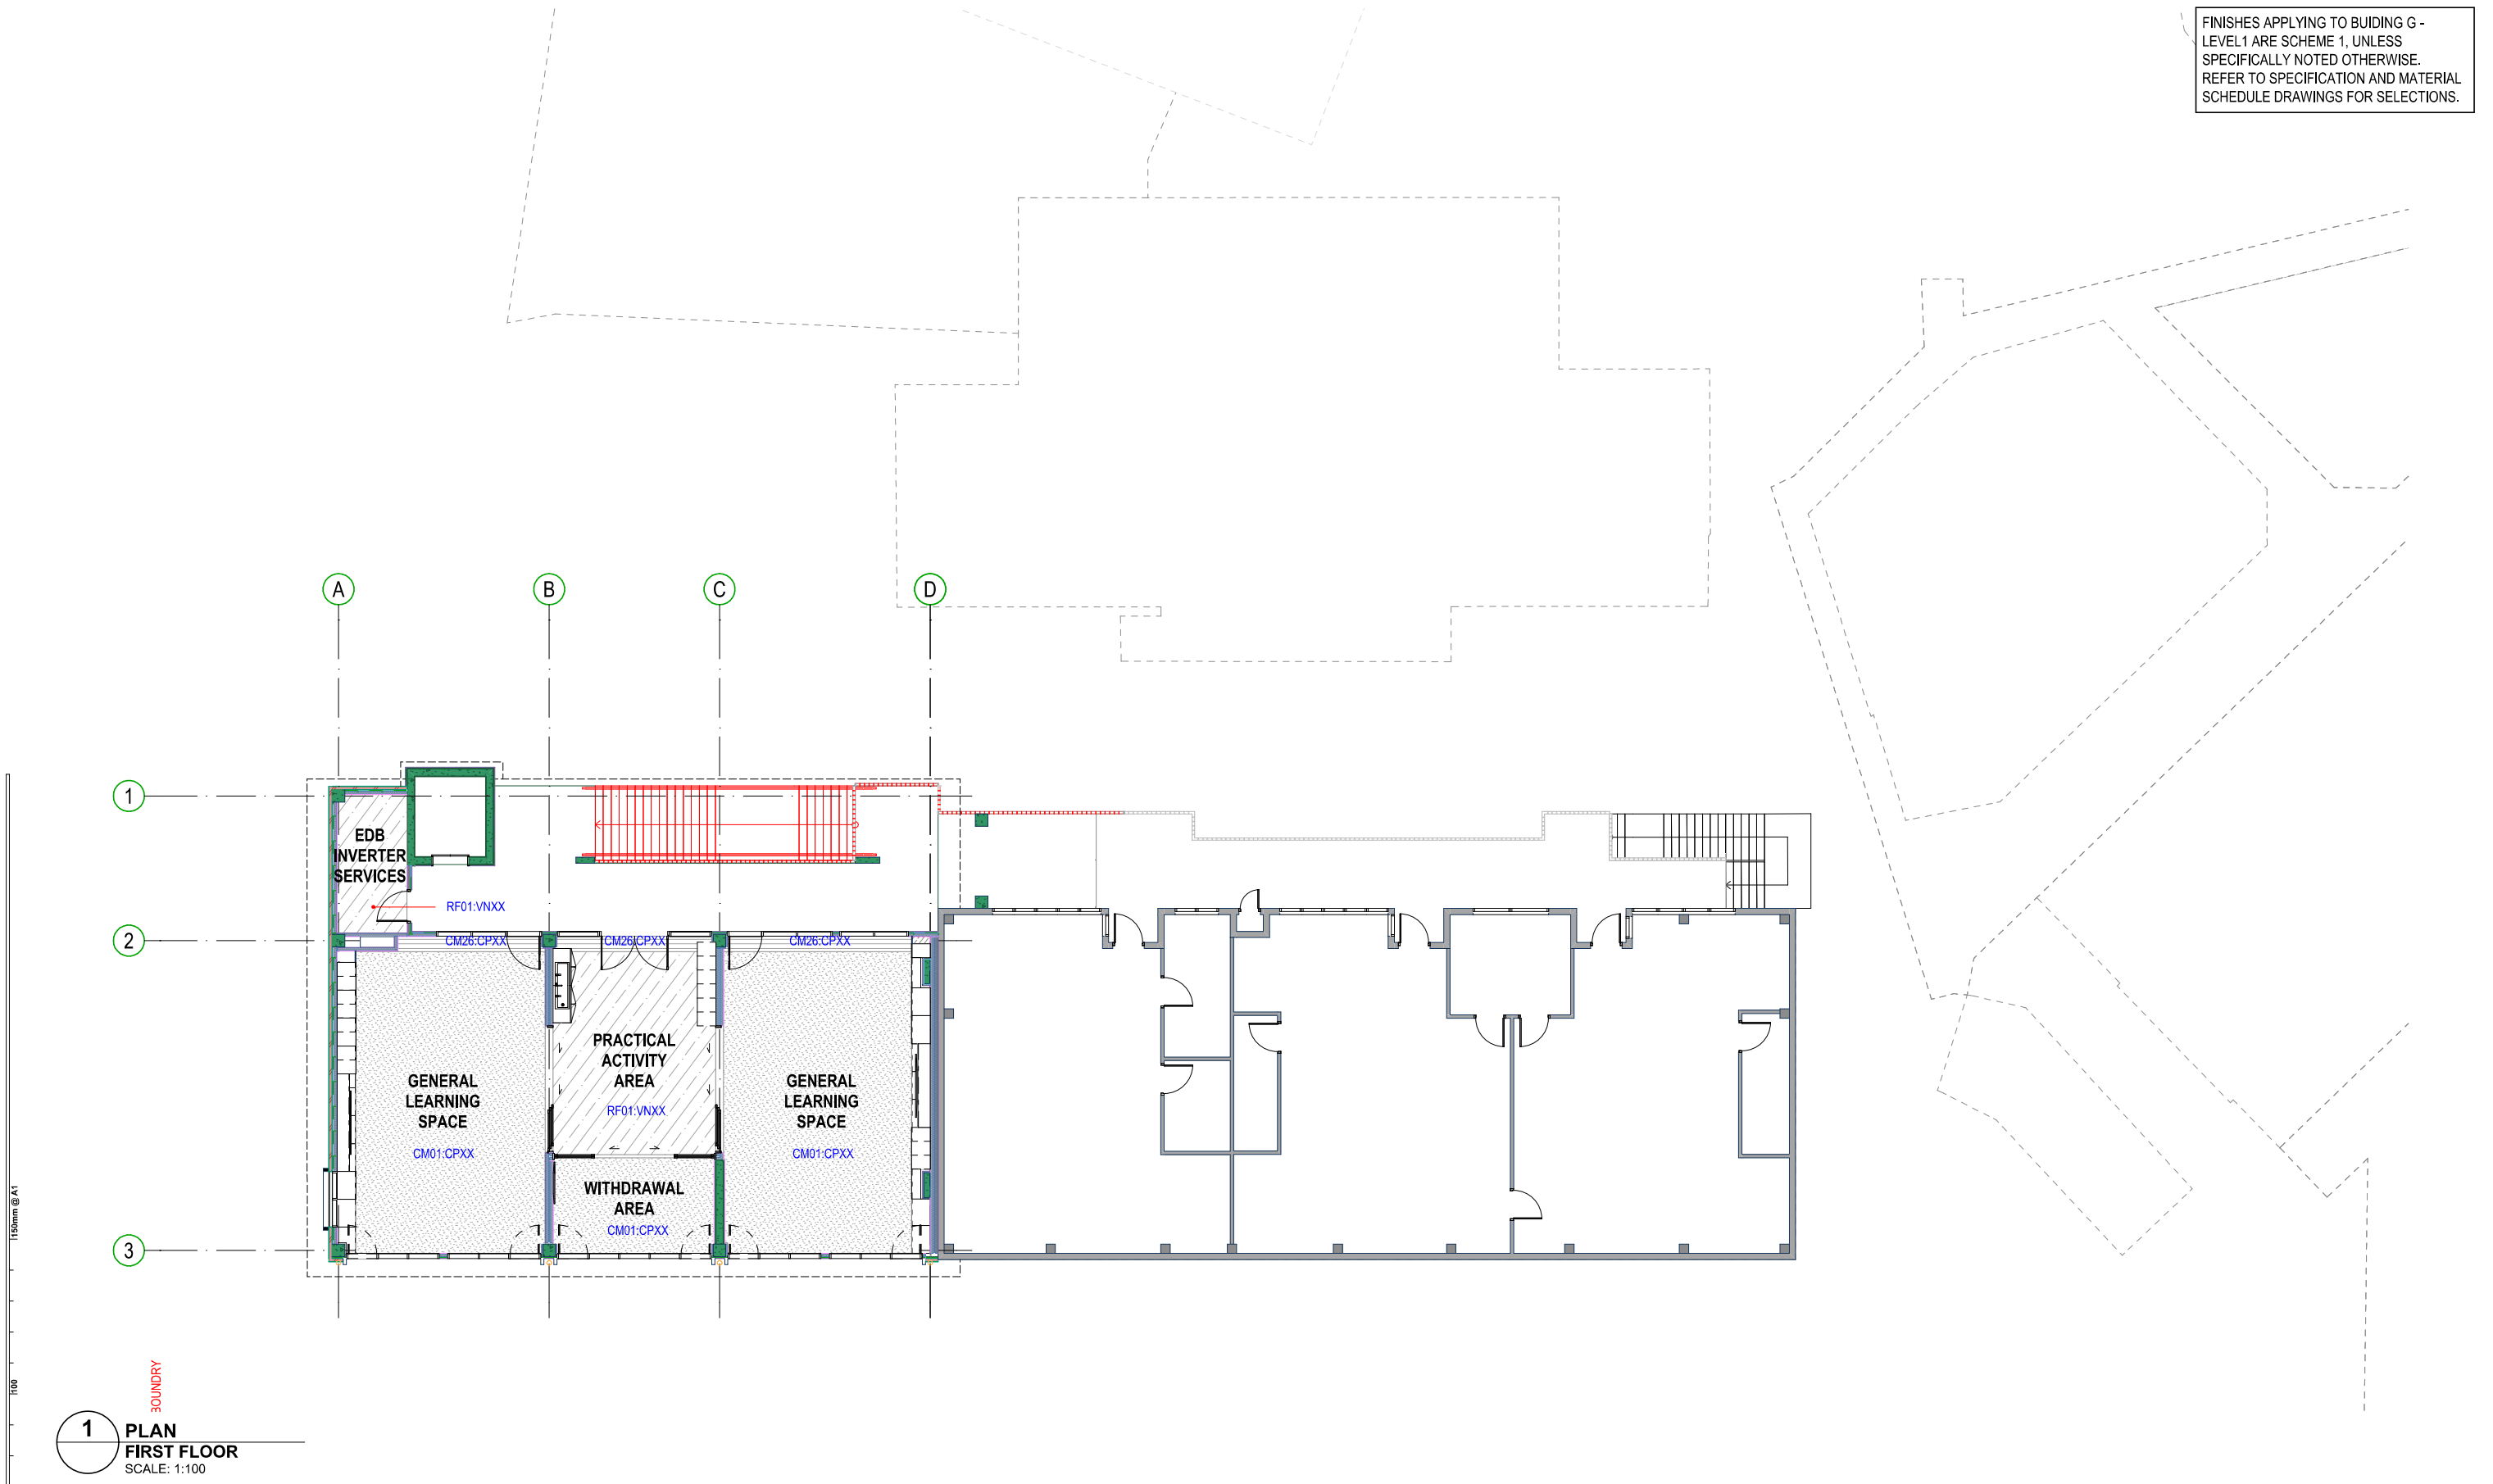 FINISHES APPLYING TO BUIDING G -
LEVEL1 ARE SCHEME 1, UNLESS
SPECIFICALLY NOTED OTHERWISE.
REFER TO SPECIFICATION AND MATERIAL
SCHEDULE DRAWINGS FOR SELECTIONS.
A
B
C
D
1
EDB
INVERTER
SERVICES
RF01:VNXX
2
CM26:CPXX
CM26:CPXX
CM26:CPXX
PRACTICAL
ACTIVITY
AREA
RF01:VNXX
GENERAL
LEARNING
SPACE
CM01:CPXX
GENERAL
LEARNING
SPACE
CM01:CPXX
WITHDRAWAL
AREA
CM01:CPXX
3
150mm @ A1
100
BOUNDRY
1
PLAN
FIRST FLOOR
SCALE: 1:100